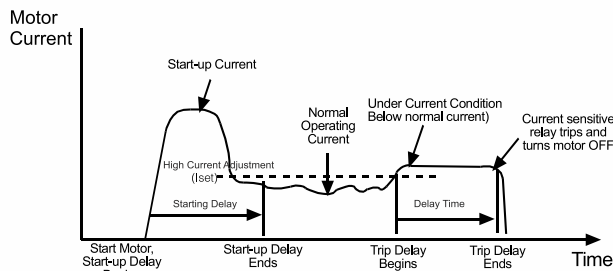 Motor
Current
Start-up Current
Normal
Operating
Current
Under Current Condition
Below normal current)
Current sensitive
relay trips and
turns motor OFF
High Current Adjustment
(Iset)
Starting Delay
Delay Time
Start Motor,
Start-up Delay
Start-up Delay
Ends
Trip Delay
Begins
Trip Delay
Ends
Time